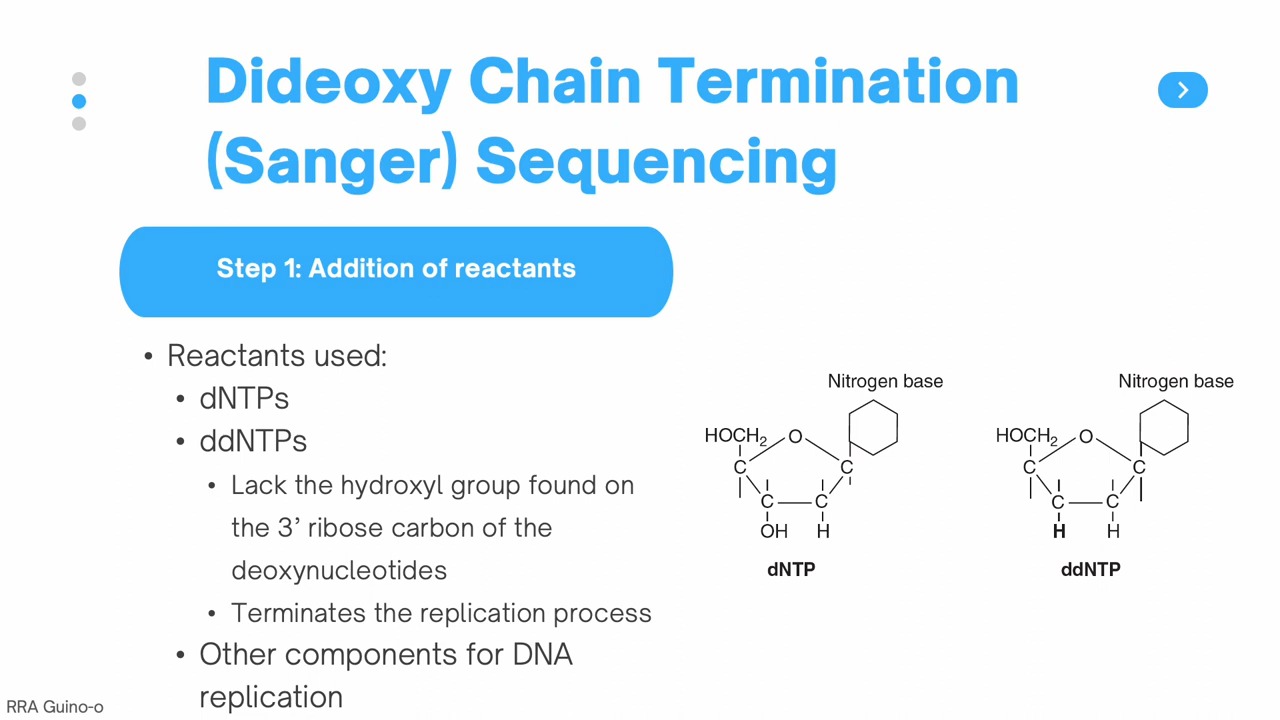 Dideoxy Chain Termination
(Sanger) Sequencing
Step 1: Addition of reactants
• Reactants used:
• dNTPs
• ddNTPs
• Lack the hydroxyl group found on
the 3’ ribose carbon of the
deoxynucleotides
• Terminates the replication process
• Other components for DNA
replication
Nitrogen base
HOCH2 O
C C
C C
OH H
dNTP
Nitrogen base
HOCH2 O
C C
C C
H H
ddNTP
RRA Guino-o